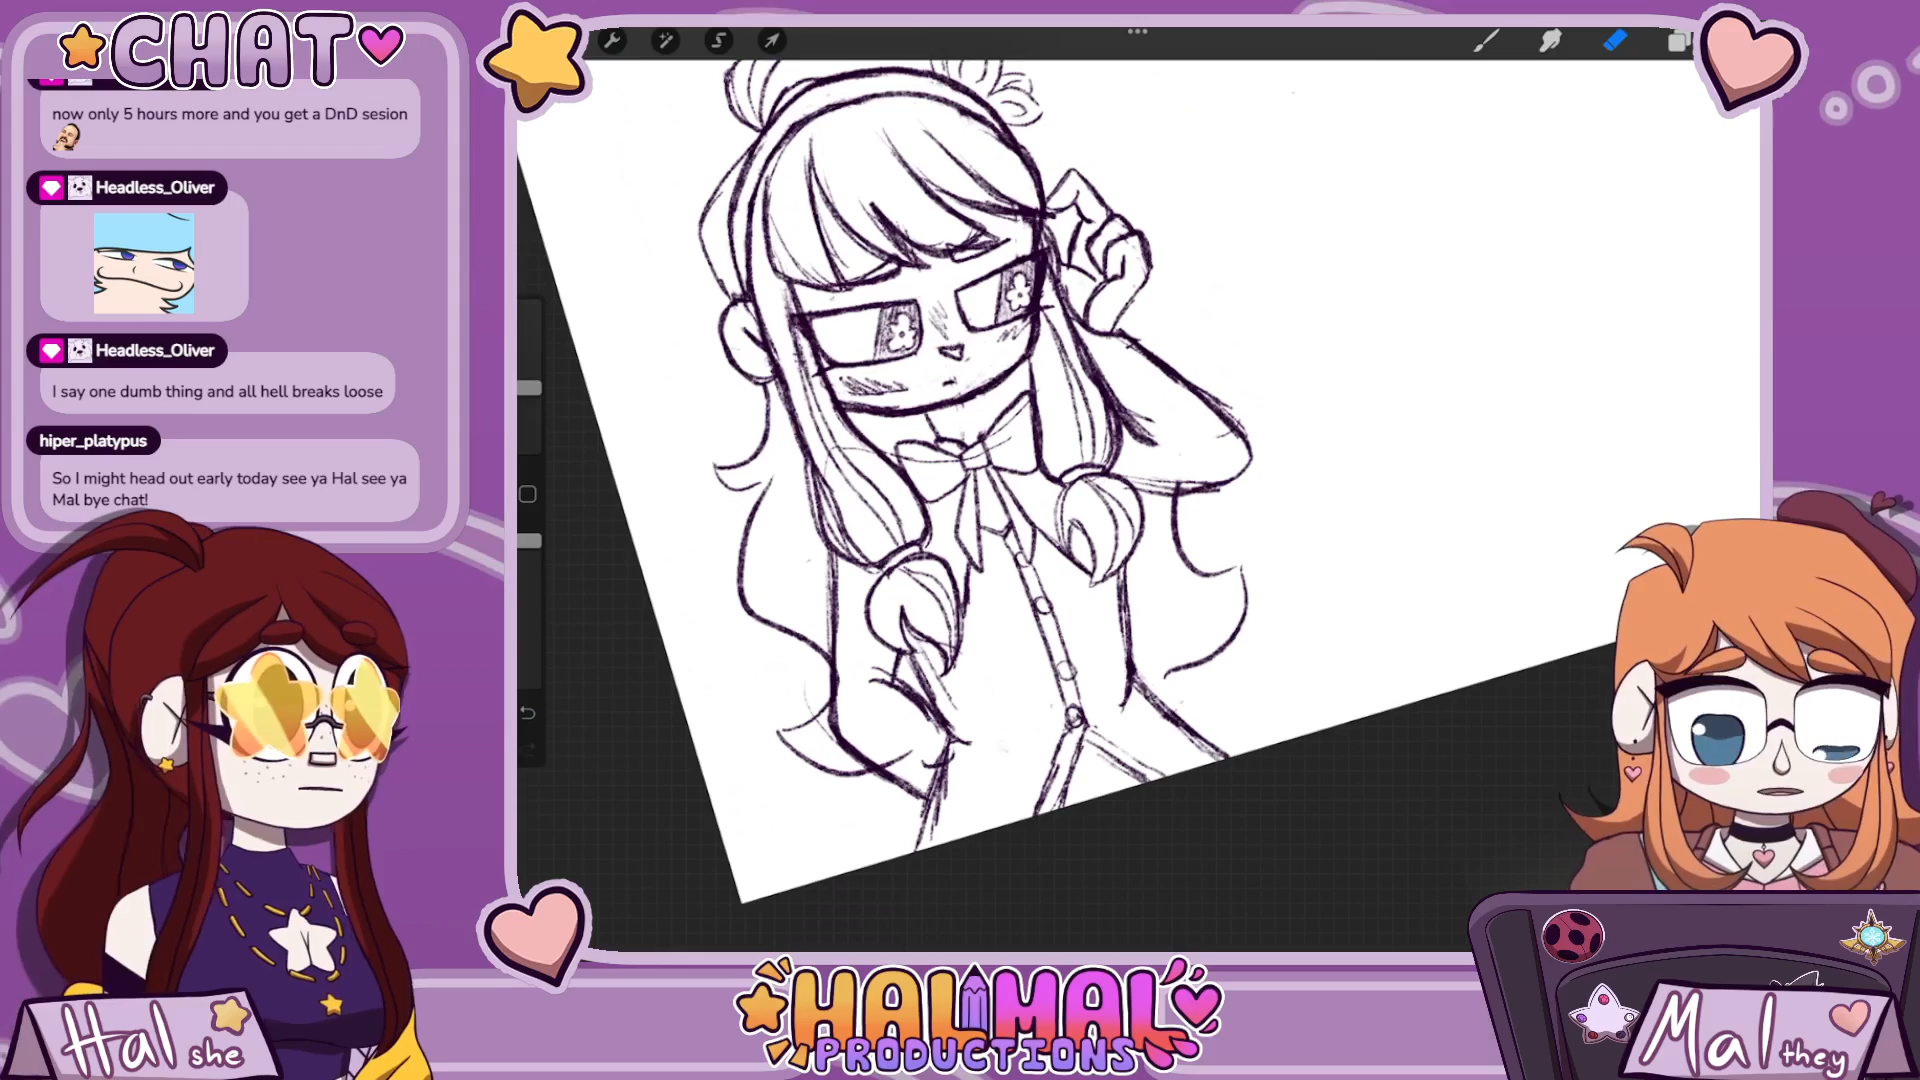 CHAT
now only 5 hours more and you get a DnD sesion
Headless_Oliver
Headless_Oliver
I say one dumb thing and all hell breaks loose
hiper_platypus
So I might head out early today see ya Hal see ya
Mal bye chat!
Hal she
HAL MAL
PRODUCTIONS
Mal they